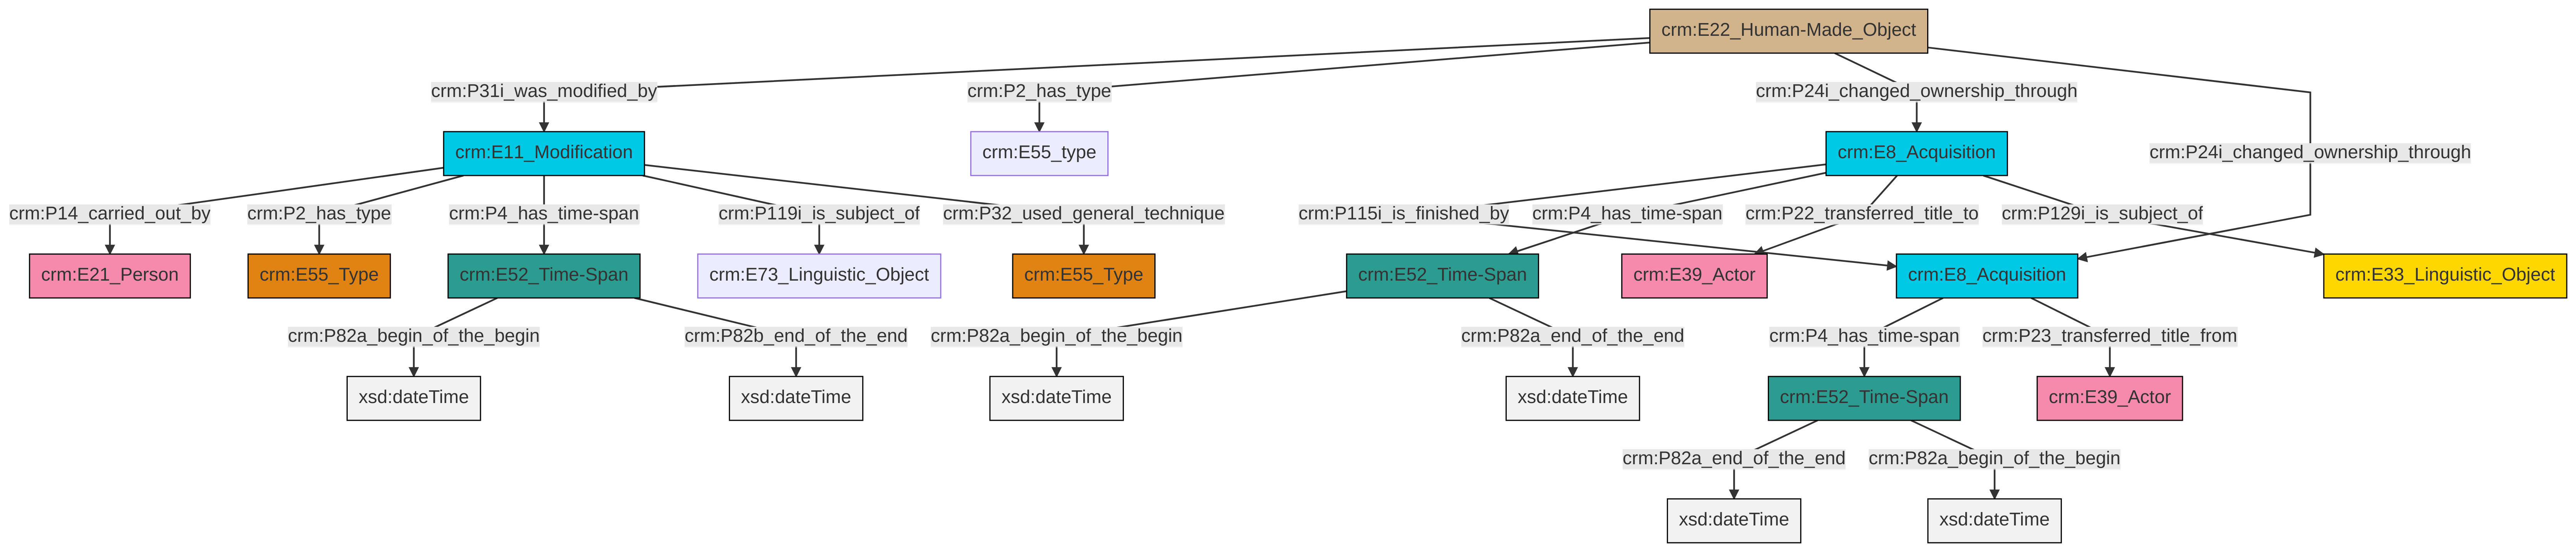 crm:E22_Human-Made_Object
crm:P31i_was_modified_by
crm:P2_has_type
crm:P24i_changed_ownership_through
crm:E11_Modification
crm:E55_type
crm:E8_Acquisition
crm:P24i_changed_ownership_through
crm:P14_carried_out_by
crm:P2_has_type
crm:P4_has_time-span
crm:P119i_is_subject_of
crm:P32_used_general_technique
crm:P115i_is_finished_by
crm:P4_has_time-span
crm:P22_transferred_title_to
crm:P129i_is_subject_of
crm:E21_Person
crm:E55_Type
crm:E52_Time-Span
crm:E73_Linguistic_Object
crm:E55_Type
crm:E52_Time-Span
crm:E39_Actor
crm:E8_Acquisition
crm:E33_Linguistic_Object
crm:P82a_begin_of_the_begin
crm:P82b_end_of_the_end
crm:P82a_begin_of_the_begin
crm:P82a_end_of_the_end
crm:P4_has_time-span
crm:P23_transferred_title_from
xsd:dateTime
xsd:dateTime
xsd:dateTime
xsd:dateTime
crm:E52_Time-Span
crm:E39_Actor
crm:P82a_end_of_the_end
crm:P82a_begin_of_the_begin
xsd:dateTime
xsd:dateTime